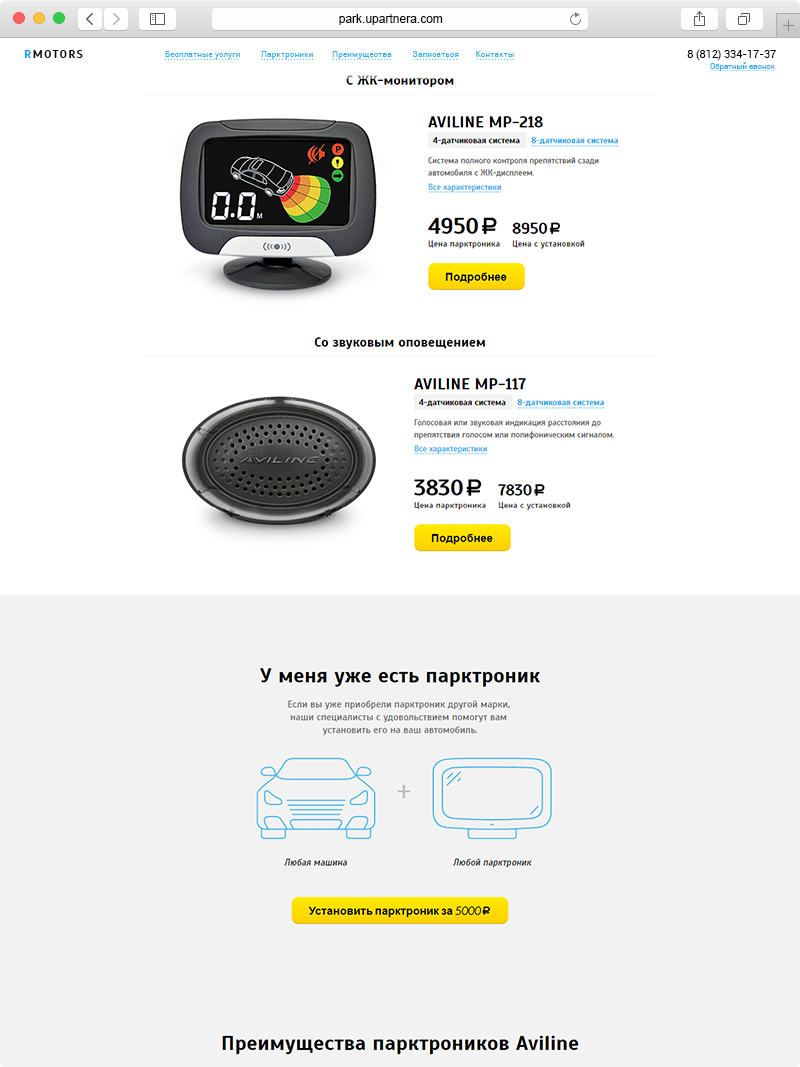 park.upartnera.com
RMOTORS
Бесплатные услуги
Парктроники
Преимущества
Записаться
Контакты
8 (812) 334-17-37
Обратный звонок
С ЖК-монитором
AVILINE MP-218
4-датчиковая система
8-датчиковая система
Система полного контроля препятствий сзади
автомобиля с ЖК-дисплеем.
Все характеристики
P
0.0 М
4950 ₽
8950 ₽
Цена парктроника
Цена с установкой
Подробнее
Со звуковым оповещением
AVILINE MP-117
4-датчиковая система
8-датчиковая система
Голосовая или звуковая индикация расстояния до
препятствия голосом или полифоническим сигналом.
Все характеристики
AVILINE
3830 ₽
7830 ₽
Цена парктроника
Цена с установкой
Подробнее
У меня уже есть парктроник
Если вы уже приобрели парктроник другой марки,
наши специалисты с удовольствием помогут вам
установить его на ваш автомобиль.
+
Любая машина
Любой парктроник
Установить парктроник за 5000 ₽
Преимущества парктроников Aviline